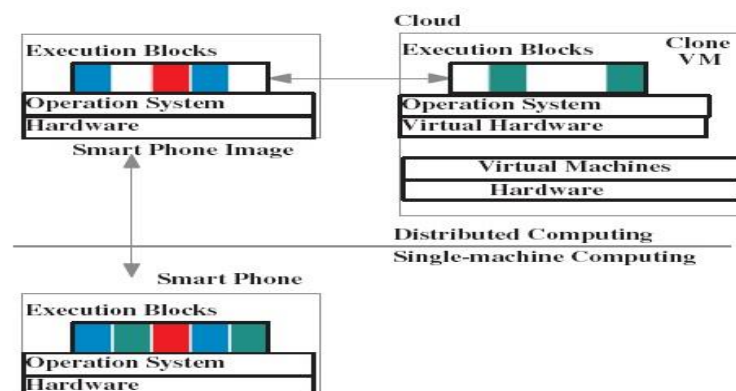 Cloud
Execution Blocks
Operation System
Hardware
Smart Phone Image
Execution Blocks
Clone
VM
Operation System
Virtual Hardware
Virtual Machines
Hardware
Distributed Computing
Single-machine Computing
Smart Phone
Execution Blocks
Operation System
Hardware